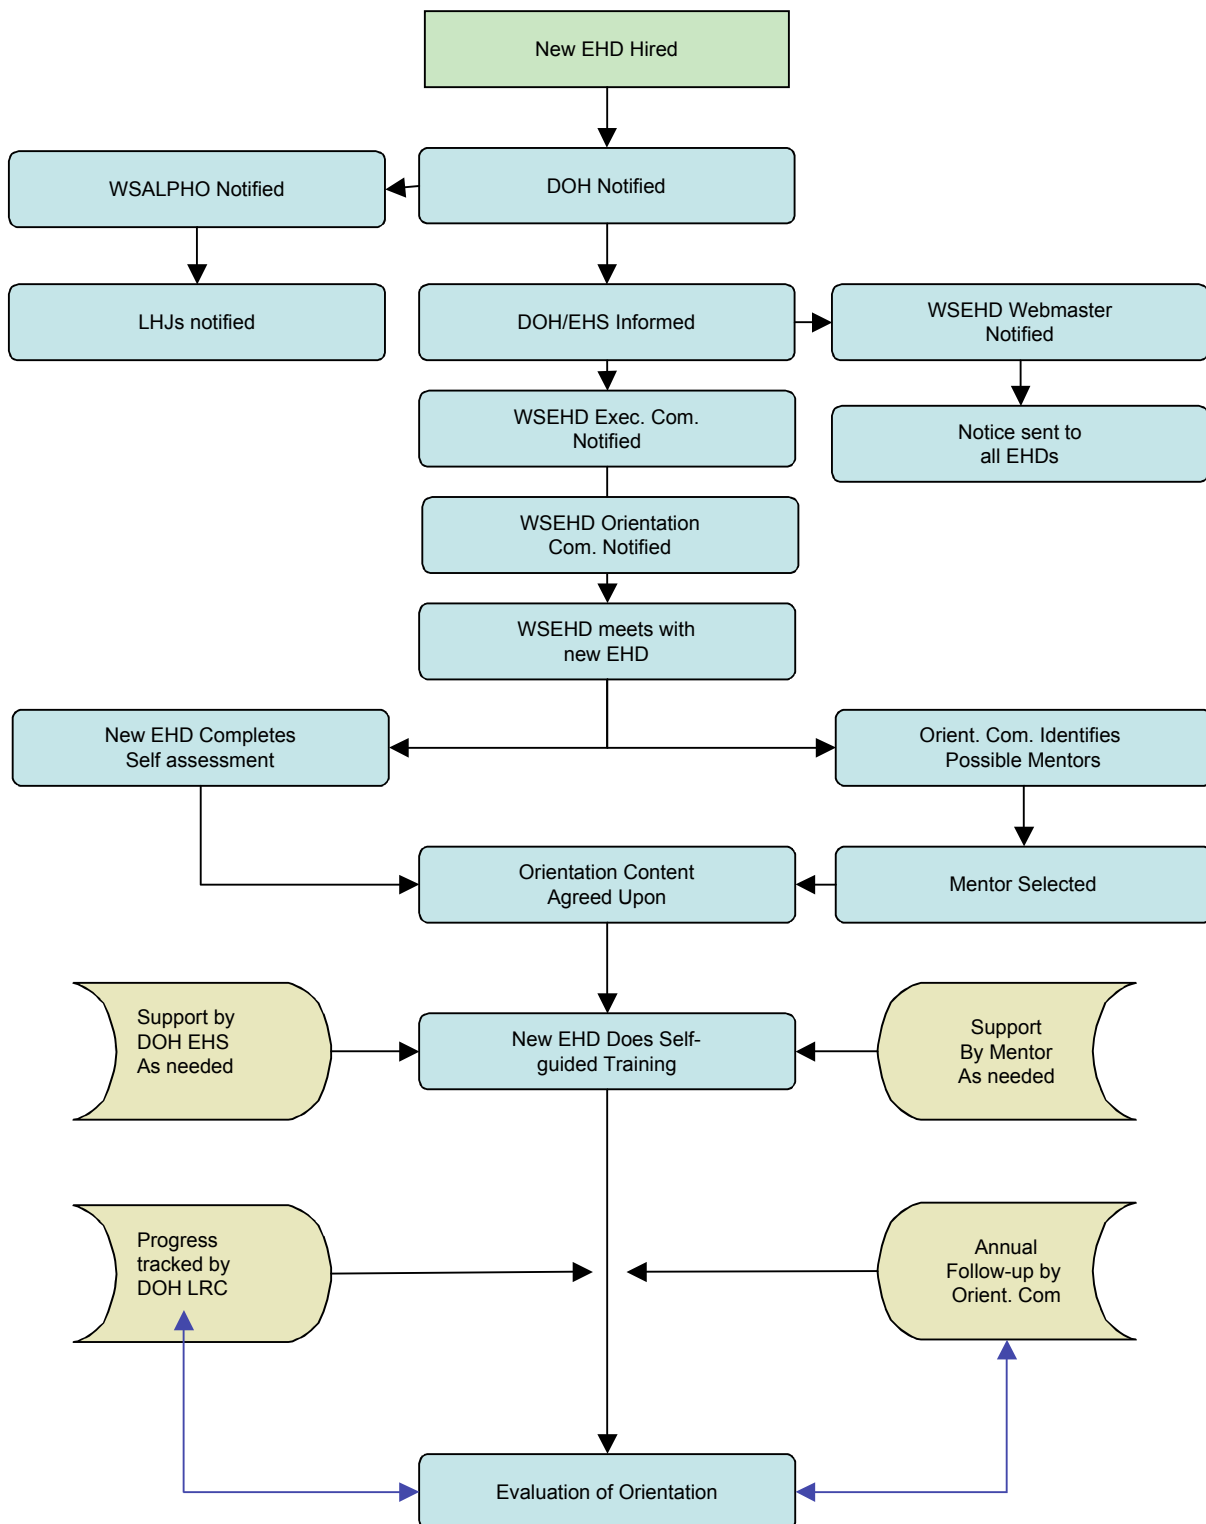 New EHD Hired
WSALPHO Notified
DOH Notified
LHJs notified
DOH/EHS Informed
WSEHD Webmaster
Notified
WSEHD Exec. Com.
Notified
Notice sent to
all EHDs
WSEHD Orientation
Com. Notified
WSEHD meets with
new EHD
New EHD Completes
Self assessment
Orient. Com. Identifies
Possible Mentors
Orientation Content
Agreed Upon
Mentor Selected
Support by
DOH EHS
As needed
New EHD Does Self-
guided Training
Support
By Mentor
As needed
Progress
tracked by
DOH LRC
Annual
Follow-up by
Orient. Com
Evaluation of Orientation